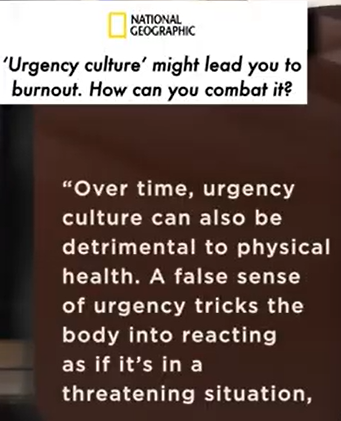 NATIONAL
GEOGRAPHIC
‘Urgency culture’ might lead you to
burnout. How can you combat it?
“Over time, urgency
culture can also be
detrimental to physical
health. A false sense
of urgency tricks the
body into reacting
as if it’s in a
threatening situation,